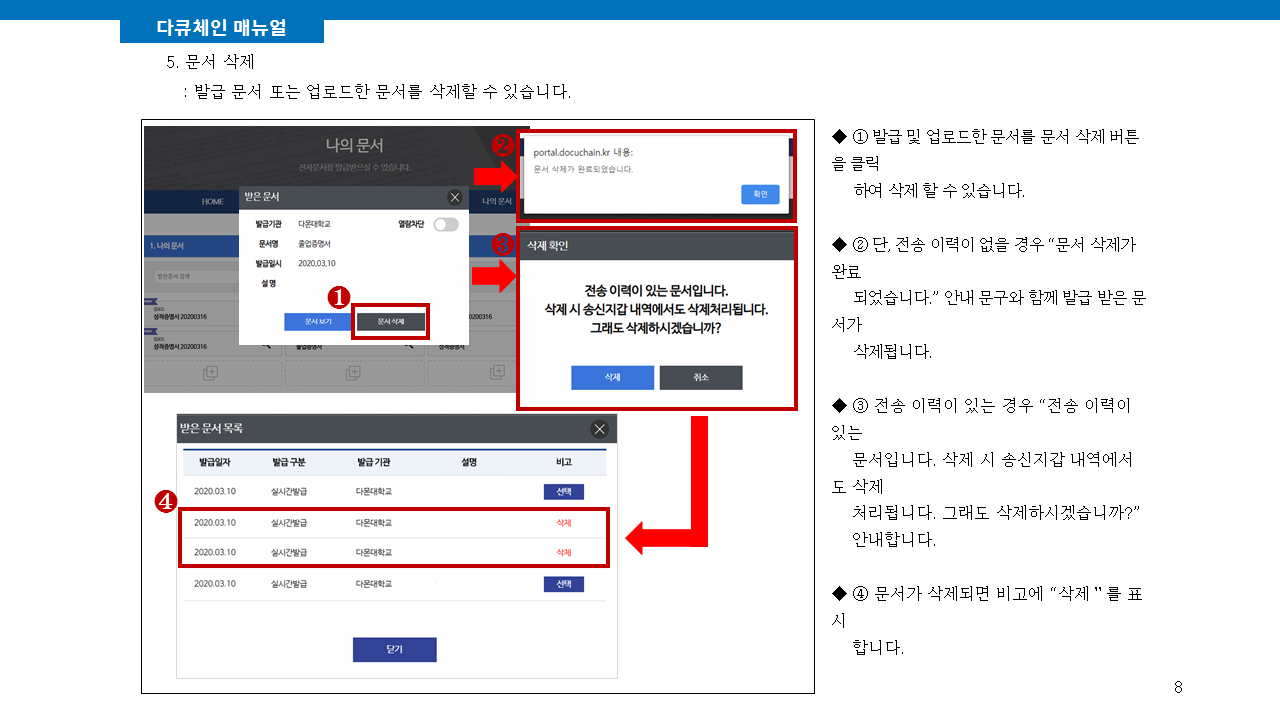 다큐체인 매뉴얼
5. 문서 삭제
: 발급 문서 또는 업로드한 문서를 삭제할 수 있습니다.
나의 문서
전자문서를 발급받으실 수 있습니다.
HOME
나의 문서
1. 나의 문서
받은문서 검색
업로드
성적증명서 20200316
0200316
업로드
성적증명서 20200316
졸업증명서
성적증명서
받은 문서
발급기관 다몬대학교 열람차단
문서명 졸업증명서
발급일시 2020,03,10
설 명
❶
문서 보기 문서 삭제
❷
portal.docuchain.kr 내용:
문서 삭제가 완료되었습니다.
확인
❸
삭제 확인
전송 이력이 있는 문서입니다.
삭제 시 송신지갑 내역에서도 삭제처리됩니다.
그래도 삭제하시겠습니까?
삭제 취소
❹
받은 문서 목록
발급일자 발급 구분 발급 기관 설명 비고
2020.03.10 실시간발급 다몬대학교 선택
2020.03.10 실시간발급 다몬대학교 삭제
2020.03.10 실시간발급 다몬대학교 삭제
2020.03.10 실시간발급 다몬대학교 선택
닫기
◆ ① 발급 및 업로드한 문서를 문서 삭제 버튼
을 클릭
하여 삭제 할 수 있습니다.
◆ ② 단, 전송 이력이 없을 경우 “문서 삭제가
완료
되었습니다.” 안내 문구와 함께 발급 받은 문
서가
삭제됩니다.
◆ ③ 전송 이력이 있는 경우 “전송 이력이
있는
문서입니다. 삭제 시 송신지갑 내역에서
도 삭제
처리됩니다. 그래도 삭제하시겠습니까?”
안내합니다.
◆ ④ 문서가 삭제되면 비고에 “삭제 ” 를 표
시
합니다.
8